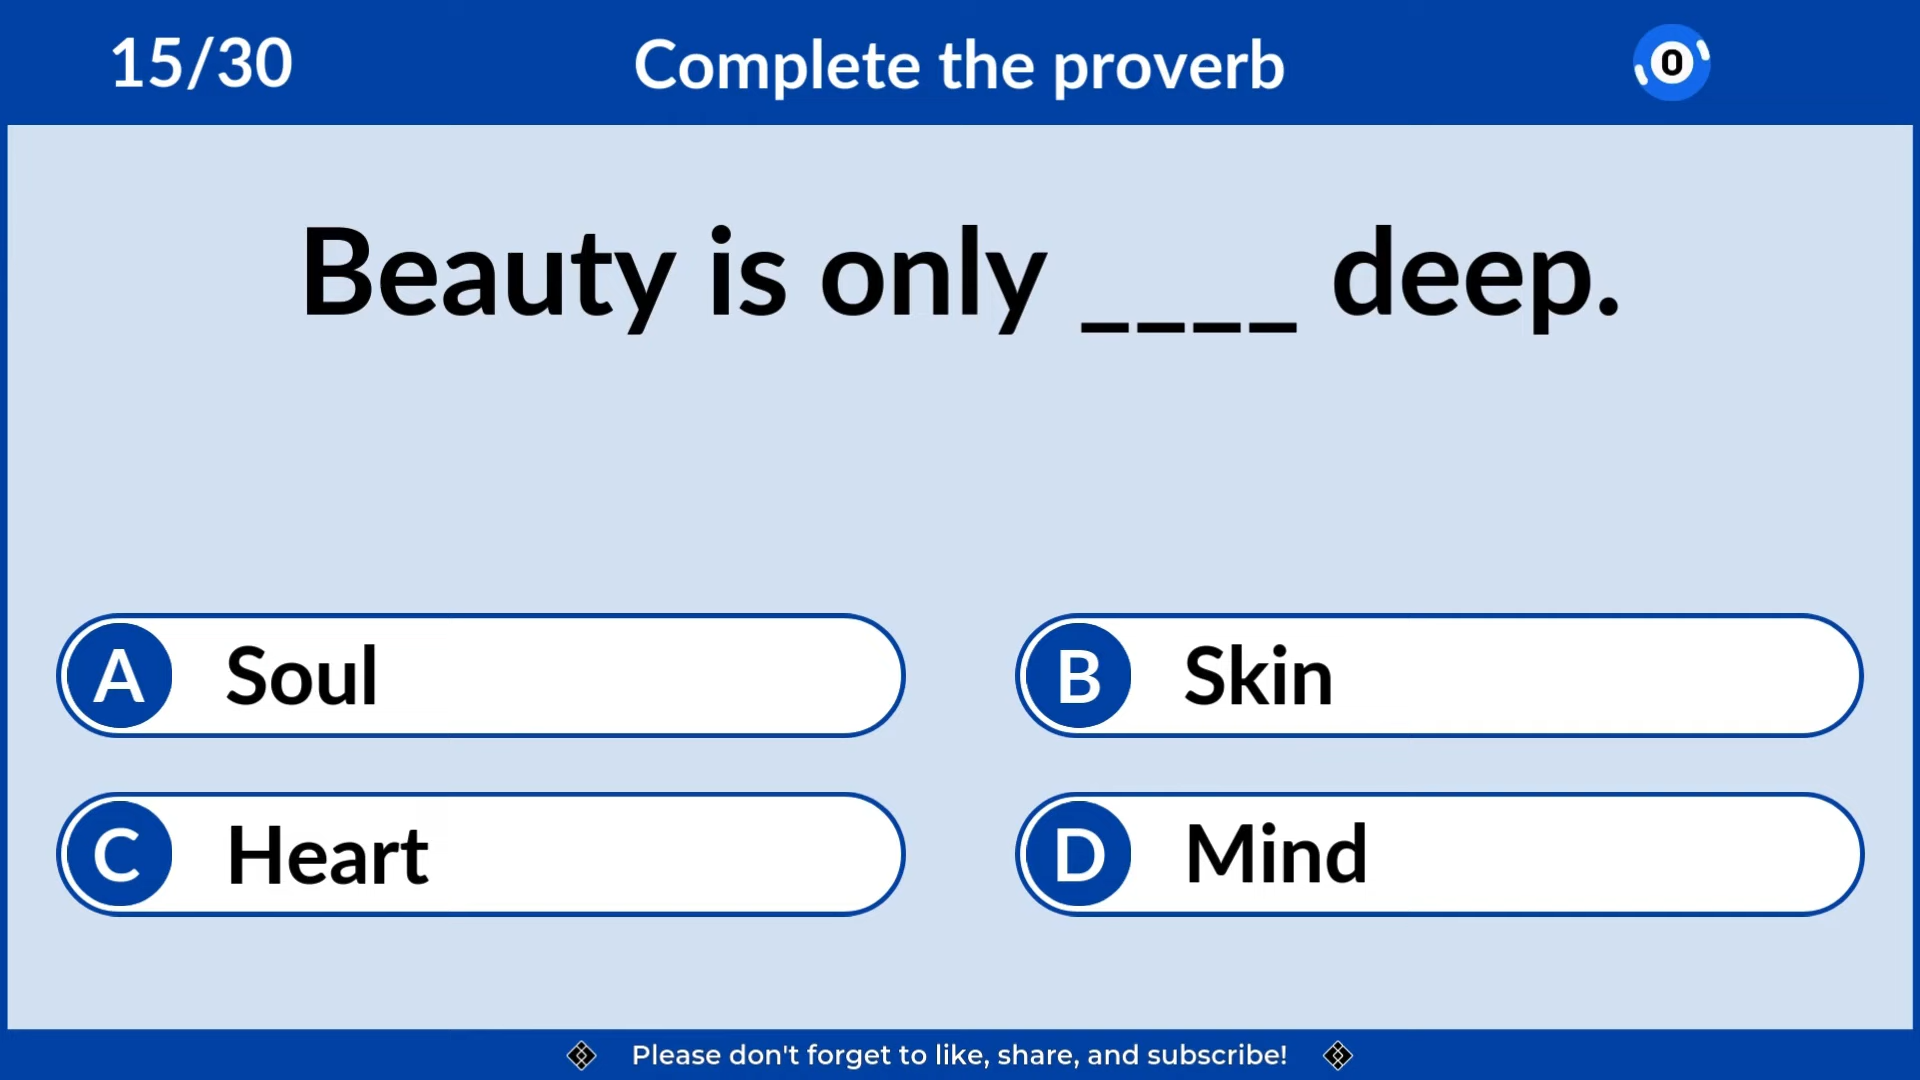 15/30
Complete the proverb
0
Beauty is only ____ deep.
A Soul
B Skin
C Heart
D Mind
Please don't forget to like, share, and subscribe!